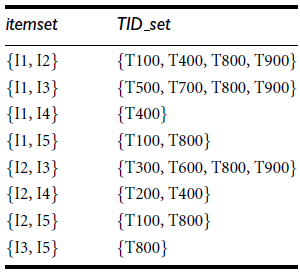 itemset TID_set
{I1, I2} {T100, T400, T800, T900}
{I1, I3} {T500, T700, T800, T900}
{I1, I4} {T400}
{I1, I5} {T100, T800}
{I2, I3} {T300, T600, T800, T900}
{I2, I4} {T200, T400}
{I2, I5} {T100, T800}
{I3, I5} {T800}